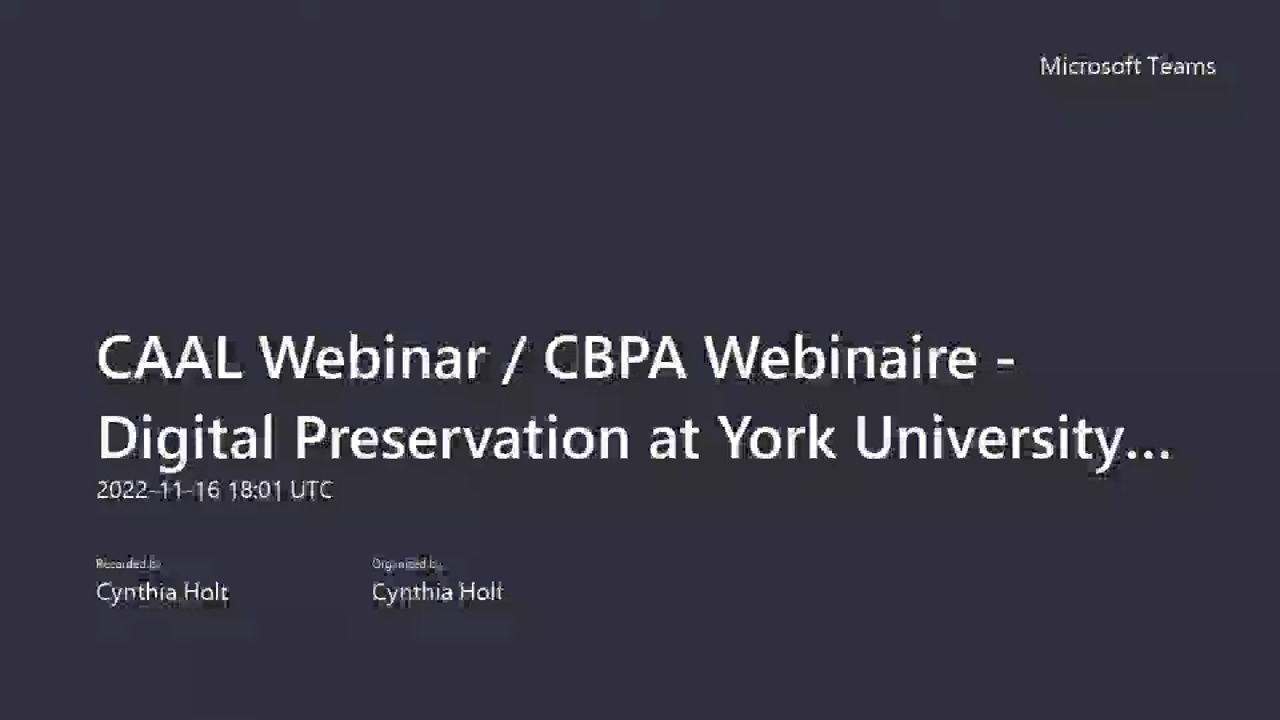 Microsoft Teams
CAAL Webinar / CBPA Webinaire -
Digital Preservation at York University...
2022-11-16 18:01 UTC
Recorded by
Organized by
Cynthia Holt
Cynthia Holt